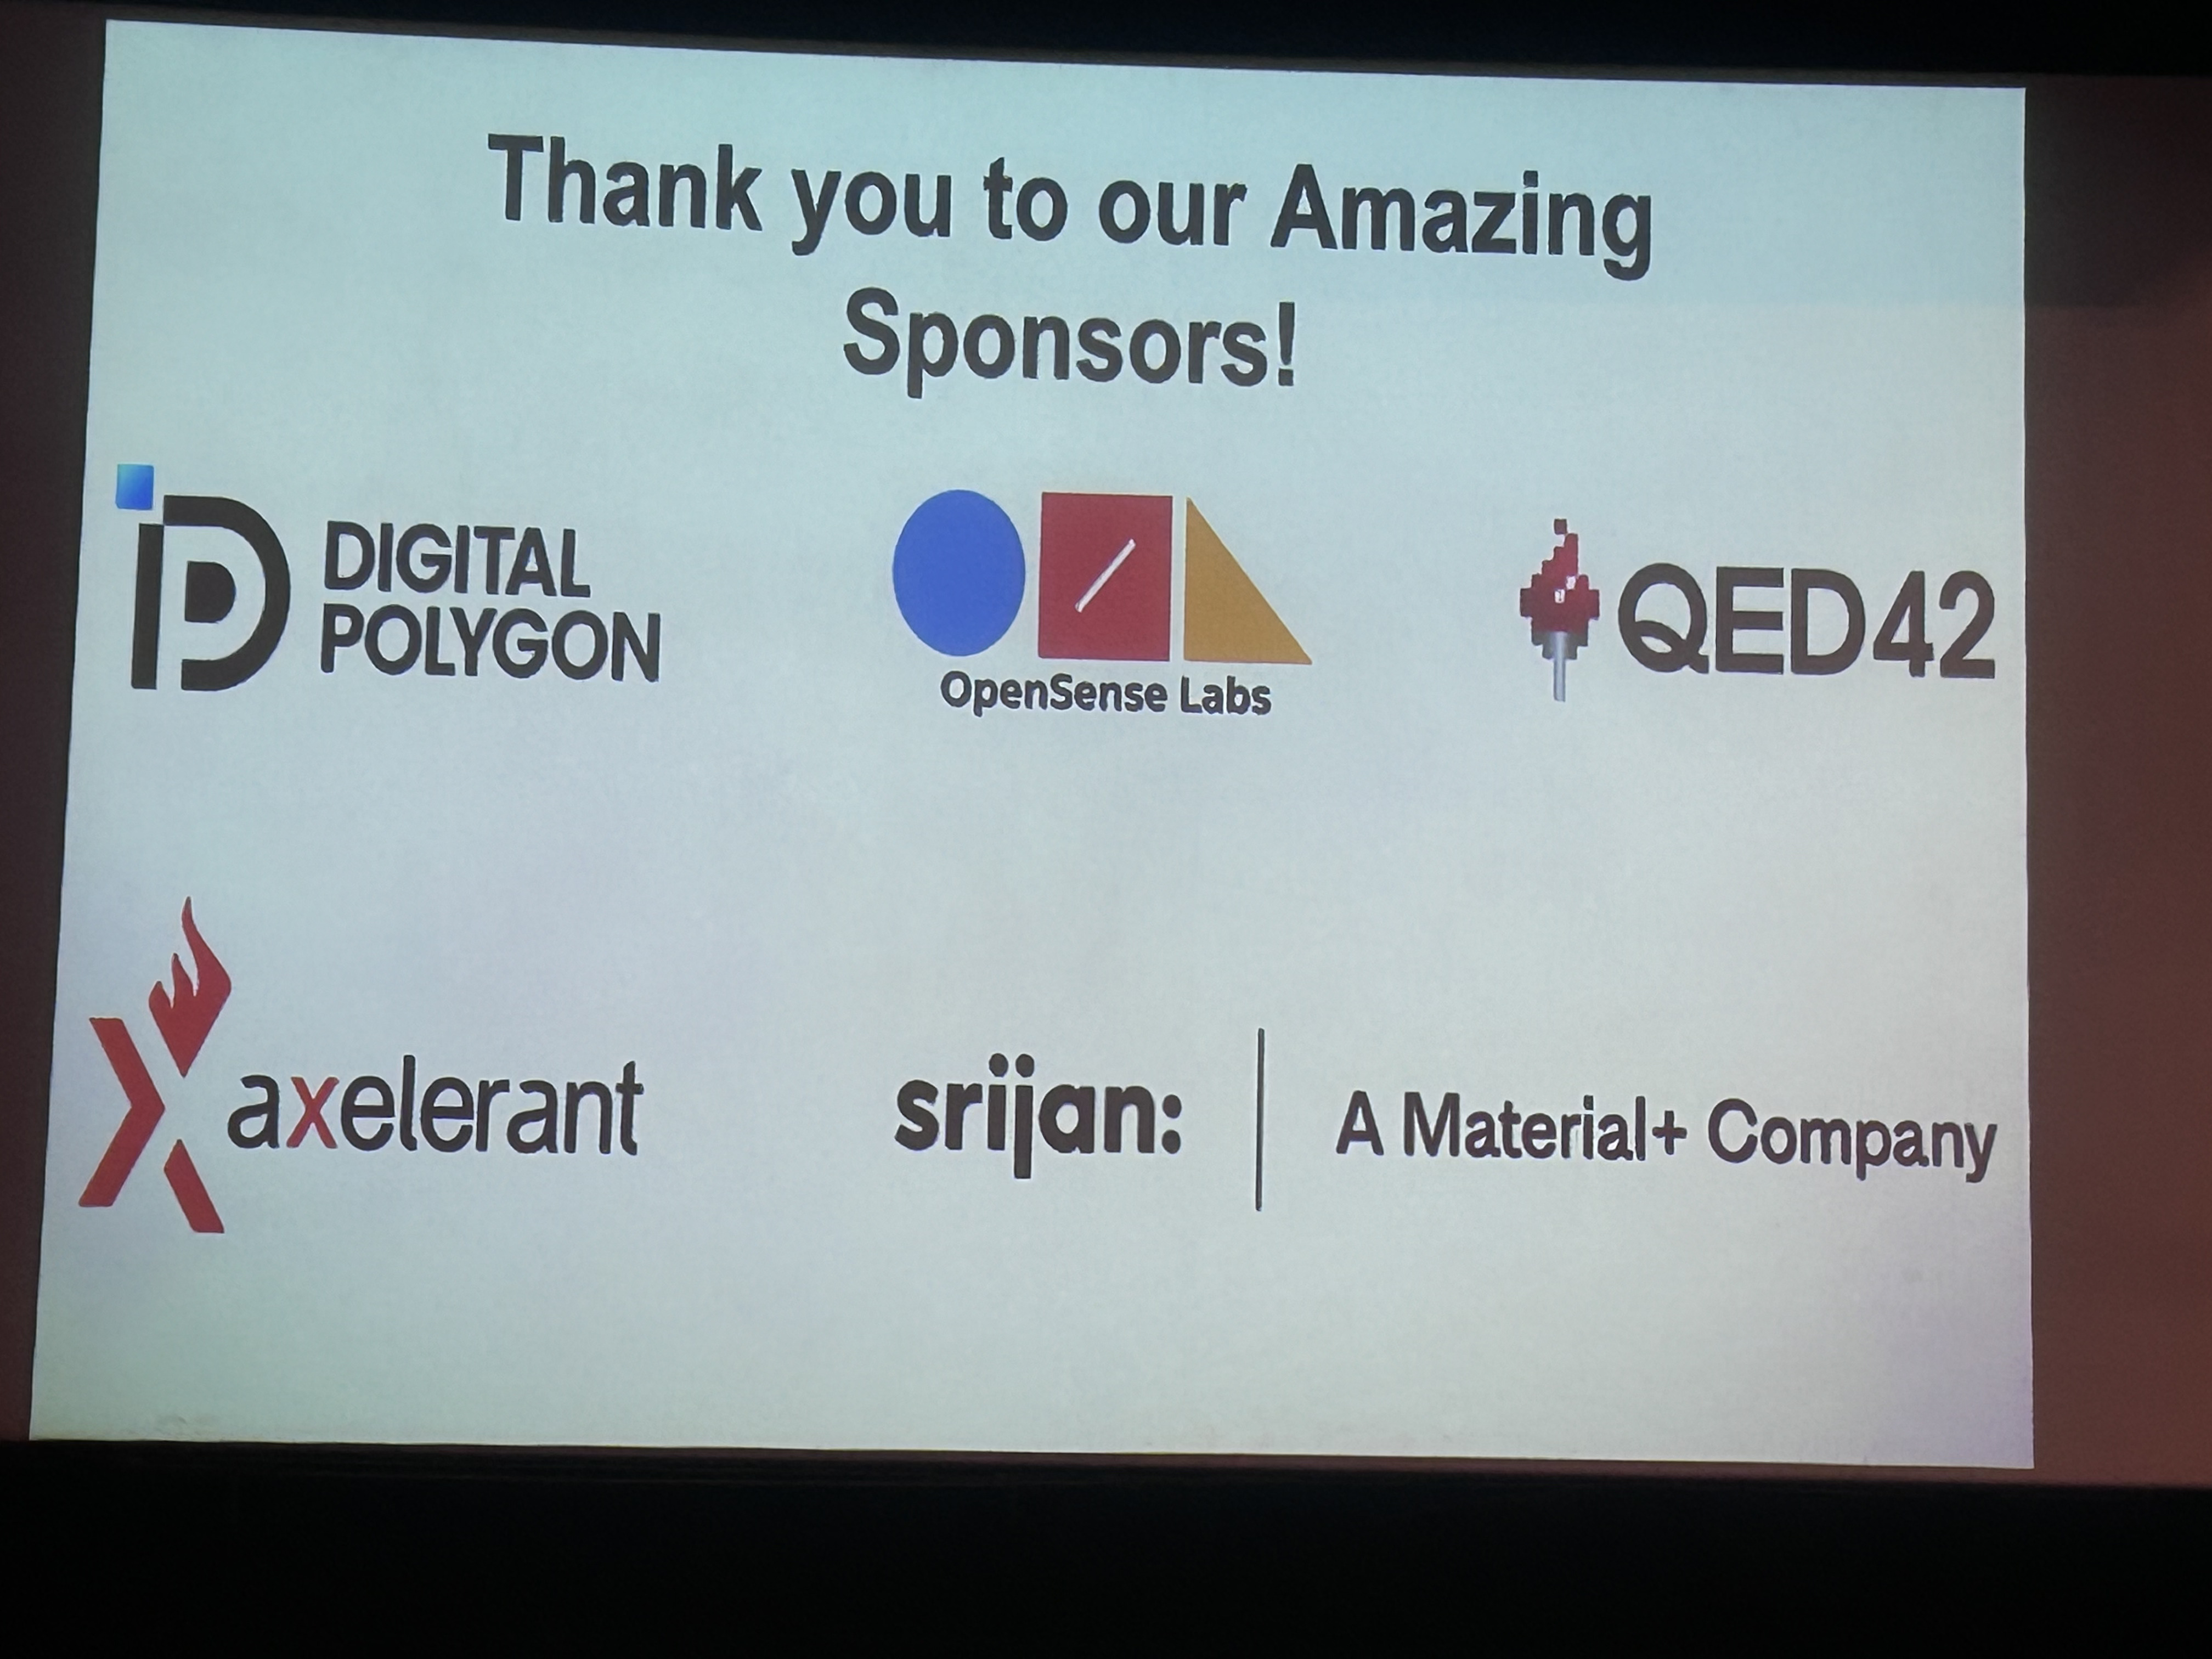 Thank you to our Amazing
Sponsors!
DIGITAL
POLYGON
OpenSense Labs
QED42
axelerant
srijan: | A Material+ Company